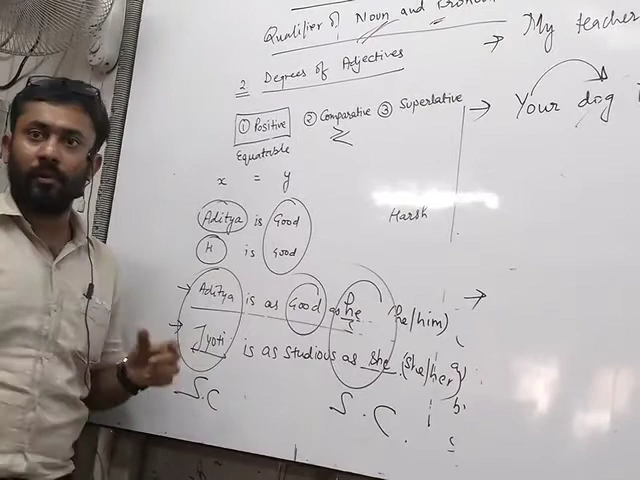 Qualifier of Noun and Pronoun
2 Degrees of Adjectives
① Positive ② Comparative ③ Superlative
Equatable
x = y
Aditya is Good
H is Good
Harsh
→ Aditya is as Good as he (he/him)
→ Jyoti is as studious as she. (she/her)
S.C S.C.
a,
b,
c
→ My teacher
→ Your dog
→